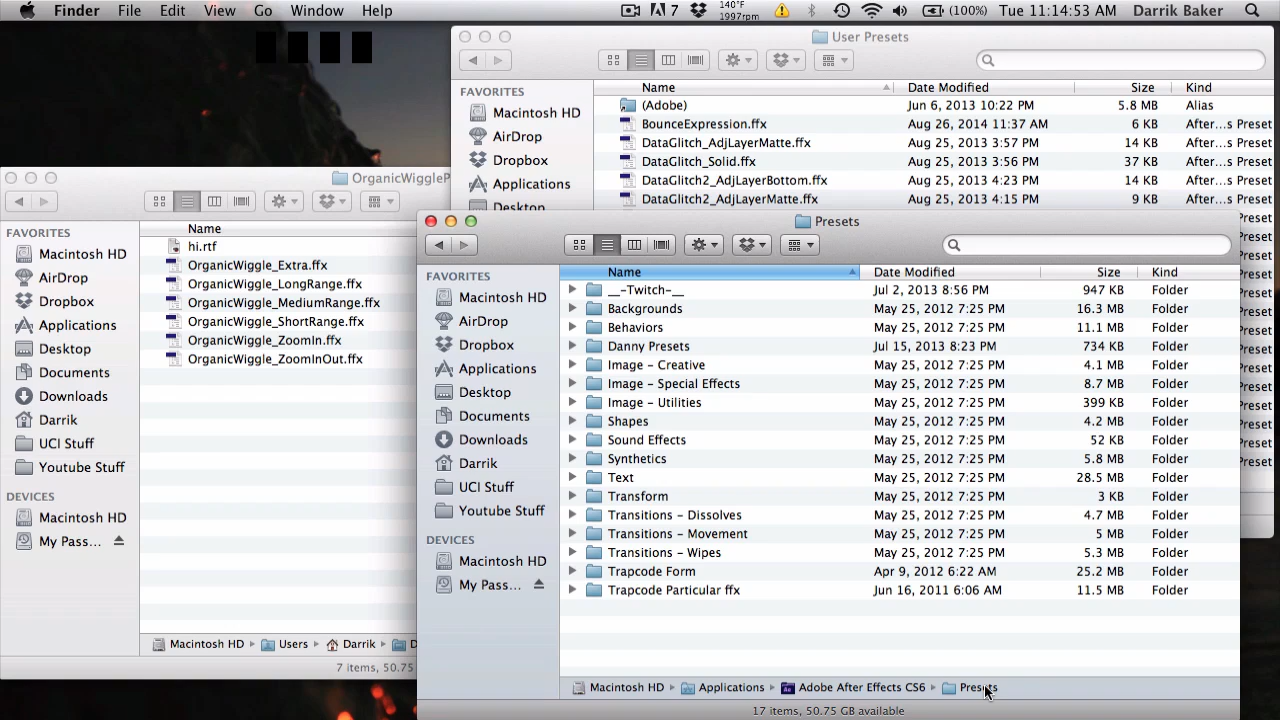 Finder File Edit View Go Window Help 7 140°F 1997rpm (100%) Tue 11:14:53 AM Darrik Baker
User Presets
FAVORITES
Macintosh HD
AirDrop
Dropbox
Applications
Desktop
Name Date Modified Size Kind
(Adobe) Jun 6, 2013 10:22 PM 5.8 MB Alias
BounceExpression.ffx Aug 26, 2014 11:37 AM 6 KB After...s Preset
DataGlitch_AdjLayerMatte.ffx Aug 25, 2013 3:57 PM 14 KB After...s Preset
DataGlitch_Solid.ffx Aug 25, 2013 3:56 PM 37 KB After...s Preset
DataGlitch2_AdjLayerBottom.ffx Aug 25, 2013 4:23 PM 14 KB After...s Preset
DataGlitch2_AdjLayerMatte.ffx Aug 25, 2013 4:15 PM 9 KB After...s Preset
OrganicWiggleP
FAVORITES
Macintosh HD
AirDrop
Dropbox
Applications
Desktop
Documents
Downloads
Darrik
UCI Stuff
Youtube Stuff
DEVICES
Macintosh HD
My Pass...
Name
hi.rtf
OrganicWiggle_Extra.ffx
OrganicWiggle_LongRange.ffx
OrganicWiggle_MediumRange.ffx
OrganicWiggle_ShortRange.ffx
OrganicWiggle_ZoomIn.ffx
OrganicWiggle_ZoomInOut.ffx
Macintosh HD Users Darrik D
7 items, 50.75
Presets
FAVORITES
Macintosh HD
AirDrop
Dropbox
Applications
Desktop
Documents
Downloads
Darrik
UCI Stuff
Youtube Stuff
DEVICES
Macintosh HD
My Pass...
Name Date Modified Size Kind
__-Twitch-__ Jul 2, 2013 8:56 PM 947 KB Folder
Backgrounds May 25, 2012 7:25 PM 16.3 MB Folder
Behaviors May 25, 2012 7:25 PM 11.1 MB Folder
Danny Presets Jul 15, 2013 8:23 PM 734 KB Folder
Image - Creative May 25, 2012 7:25 PM 4.1 MB Folder
Image - Special Effects May 25, 2012 7:25 PM 8.7 MB Folder
Image - Utilities May 25, 2012 7:25 PM 399 KB Folder
Shapes May 25, 2012 7:25 PM 4.2 MB Folder
Sound Effects May 25, 2012 7:25 PM 52 KB Folder
Synthetics May 25, 2012 7:25 PM 5.8 MB Folder
Text May 25, 2012 7:25 PM 28.5 MB Folder
Transform May 25, 2012 7:25 PM 3 KB Folder
Transitions - Dissolves May 25, 2012 7:25 PM 4.7 MB Folder
Transitions - Movement May 25, 2012 7:25 PM 5 MB Folder
Transitions - Wipes May 25, 2012 7:25 PM 5.3 MB Folder
Trapcode Form Apr 9, 2012 6:22 AM 25.2 MB Folder
Trapcode Particular ffx Jun 16, 2011 6:06 AM 11.5 MB Folder
Macintosh HD Applications Adobe After Effects CS6 Presets
17 items, 50.75 GB available